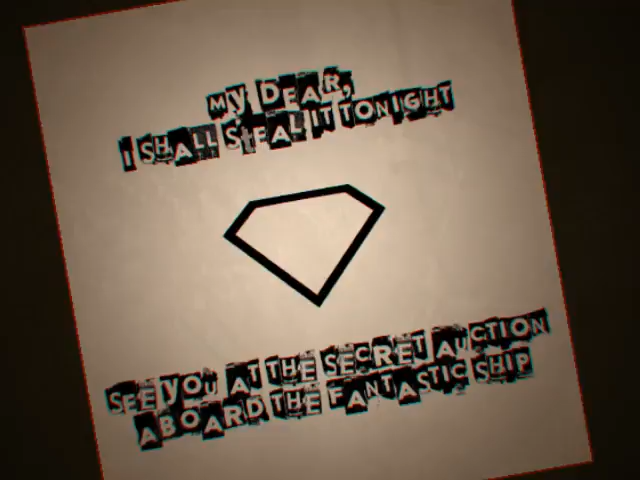 MY DEAR,
I SHALL STEAL IT TONIGHT
SEE YOU AT THE SECRET AUCTION
ABOARD THE FANTASTIC SHIP